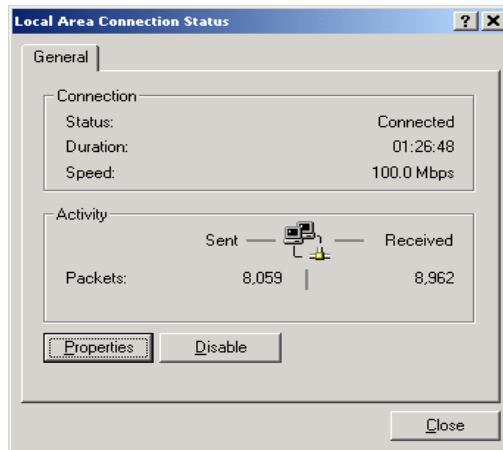 Local Area Connection Status
General
Connection
Status: Connected
Duration: 01:26:48
Speed: 100.0 Mbps
Activity
Sent Received
Packets: 8,059 8,962
Properties Disable
Close